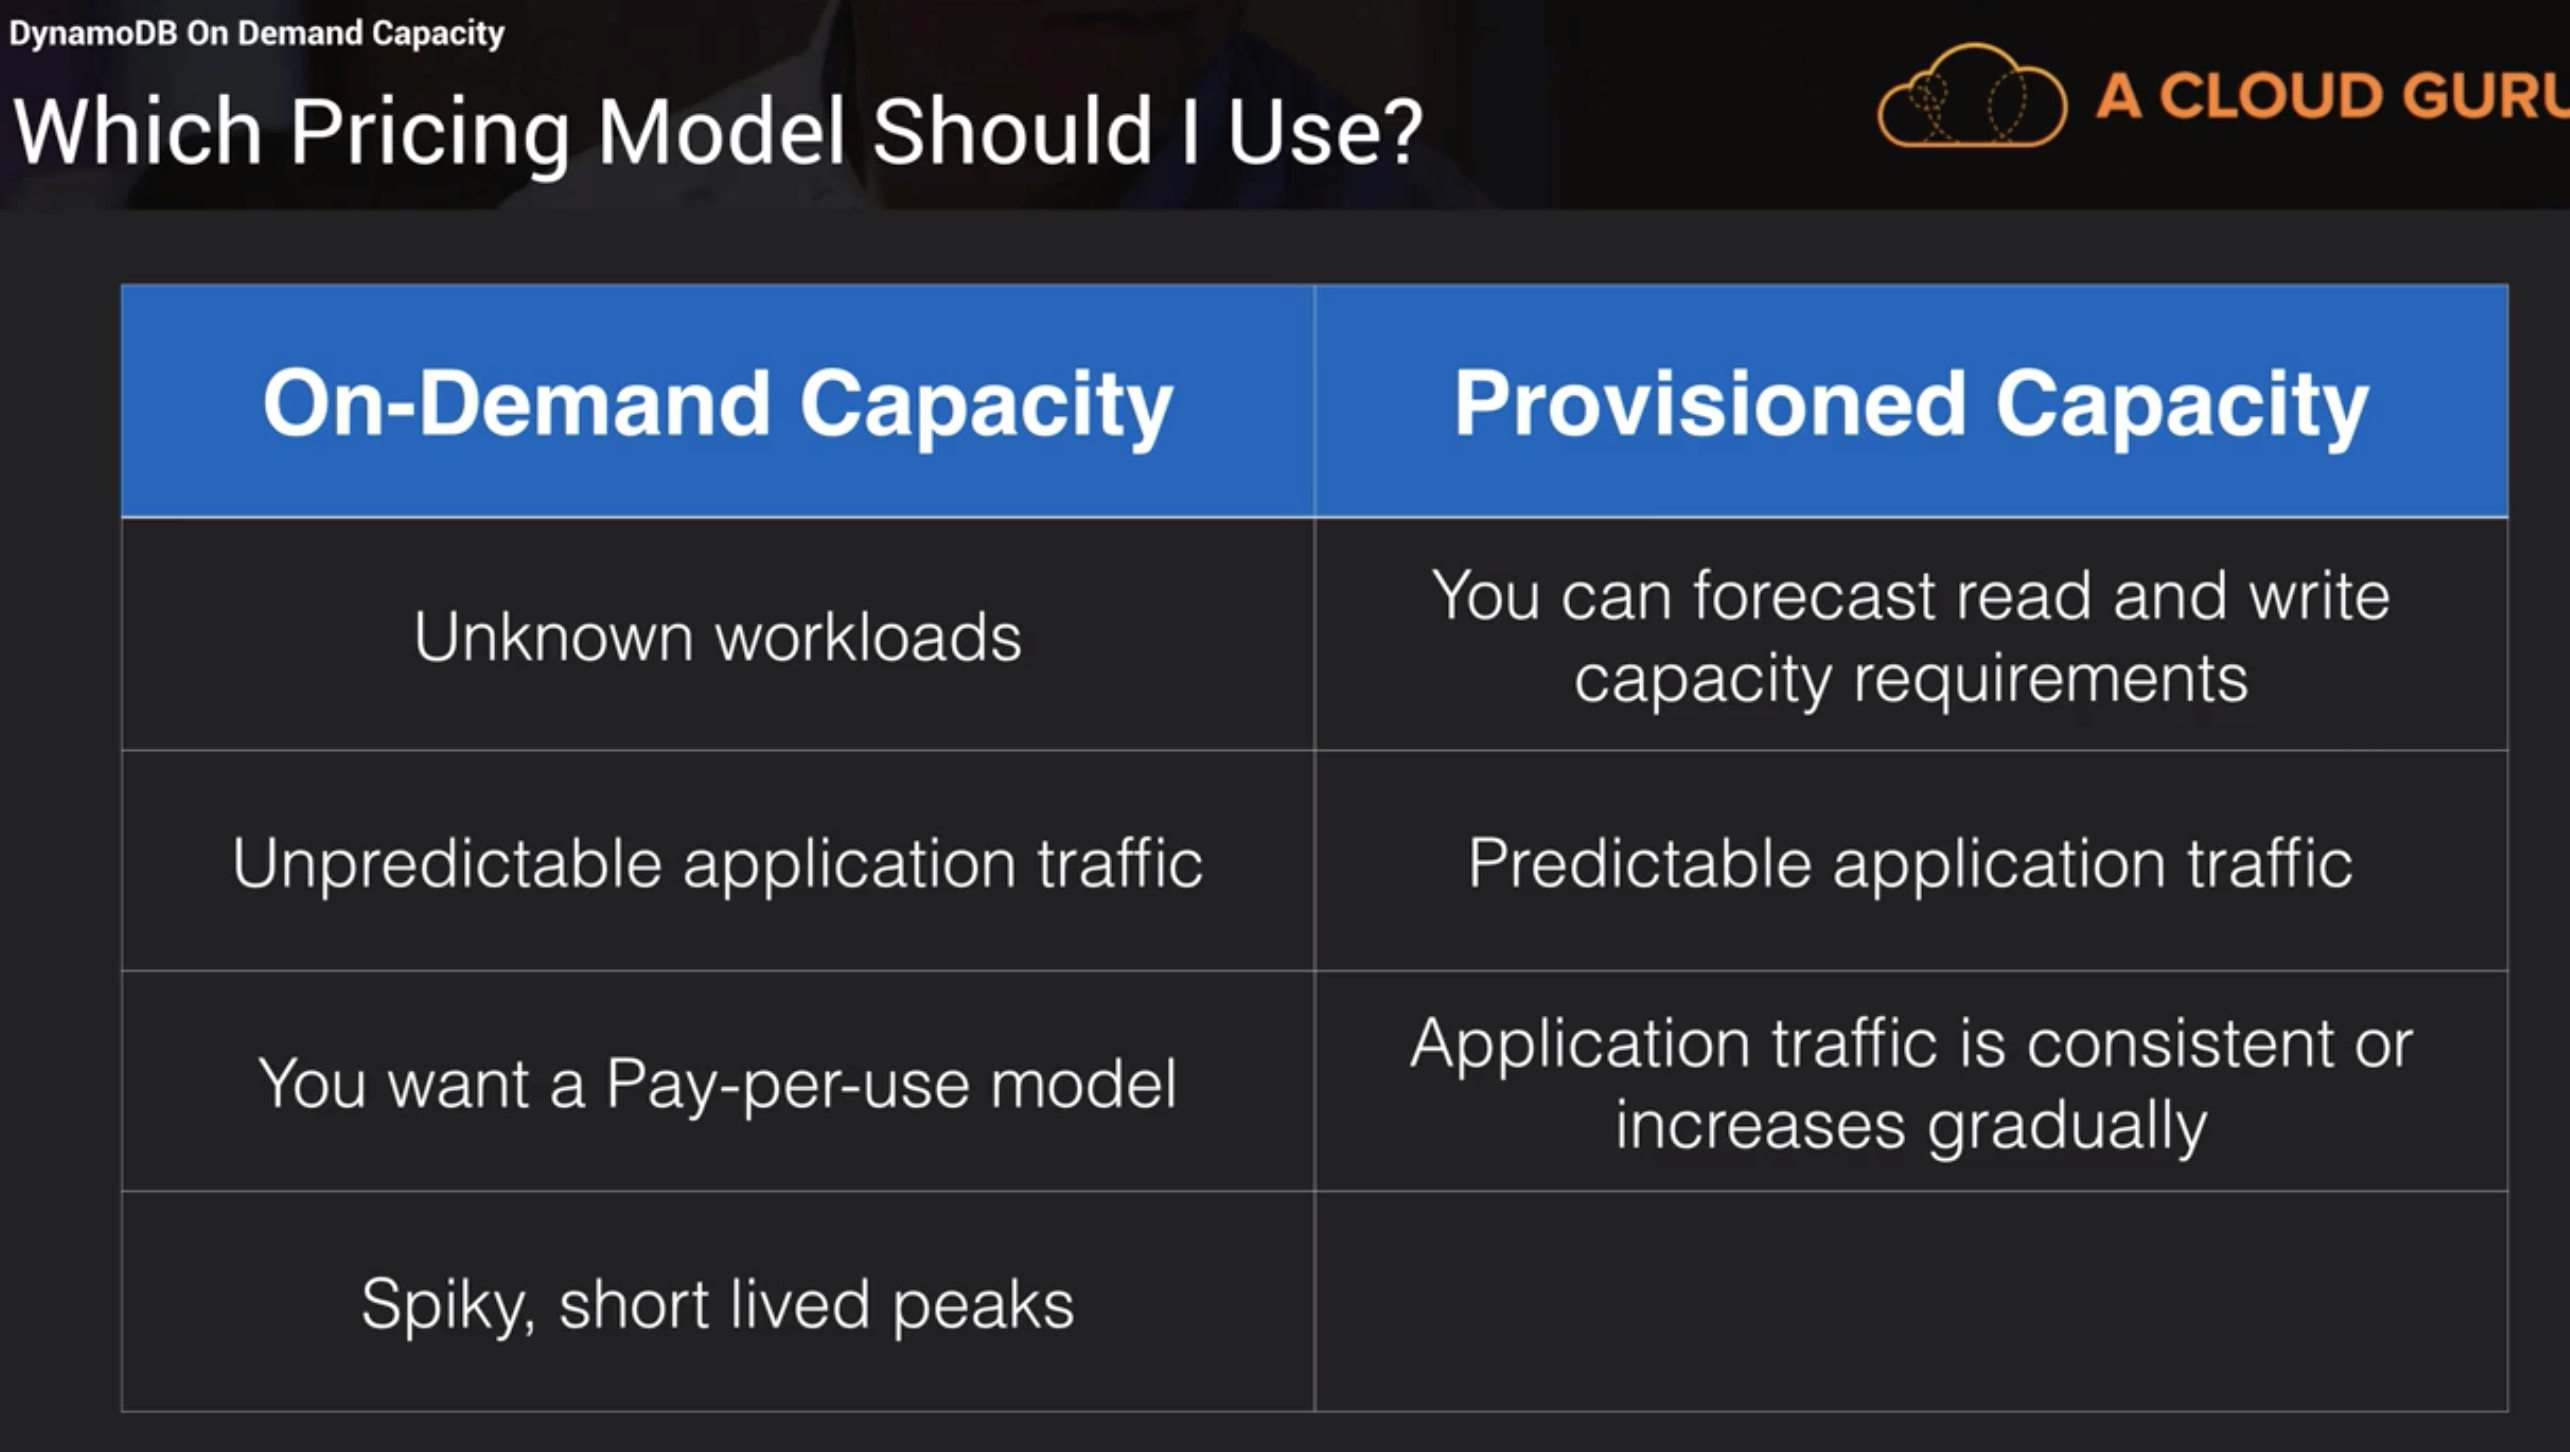 DynamoDB On Demand Capacity
Which Pricing Model Should I Use?
A CLOUD GURU
On-Demand Capacity
Provisioned Capacity
Unknown workloads
You can forecast read and write
capacity requirements
Unpredictable application traffic
Predictable application traffic
You want a Pay-per-use model
Application traffic is consistent or
increases gradually
Spiky, short lived peaks